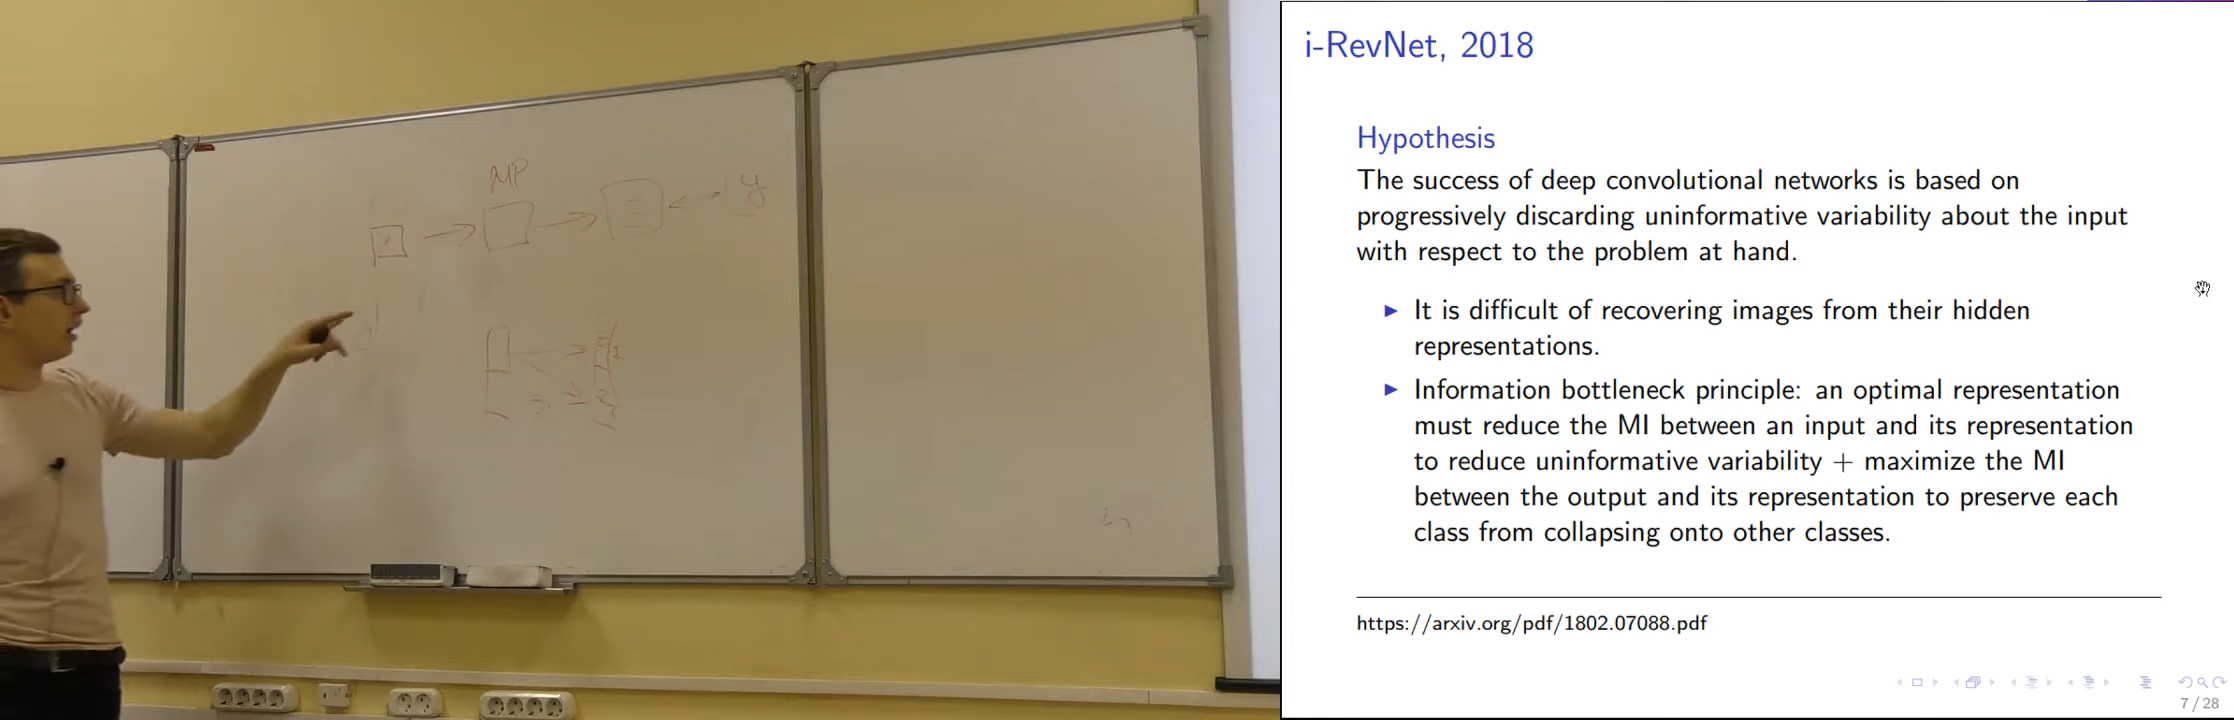 MP
y
1
2
i-RevNet, 2018
Hypothesis
The success of deep convolutional networks is based on
progressively discarding uninformative variability about the input
with respect to the problem at hand.
It is difficult of recovering images from their hidden
representations.
Information bottleneck principle: an optimal representation
must reduce the MI between an input and its representation
to reduce uninformative variability + maximize the MI
between the output and its representation to preserve each
class from collapsing onto other classes.
https://arxiv.org/pdf/1802.07088.pdf
7 / 28